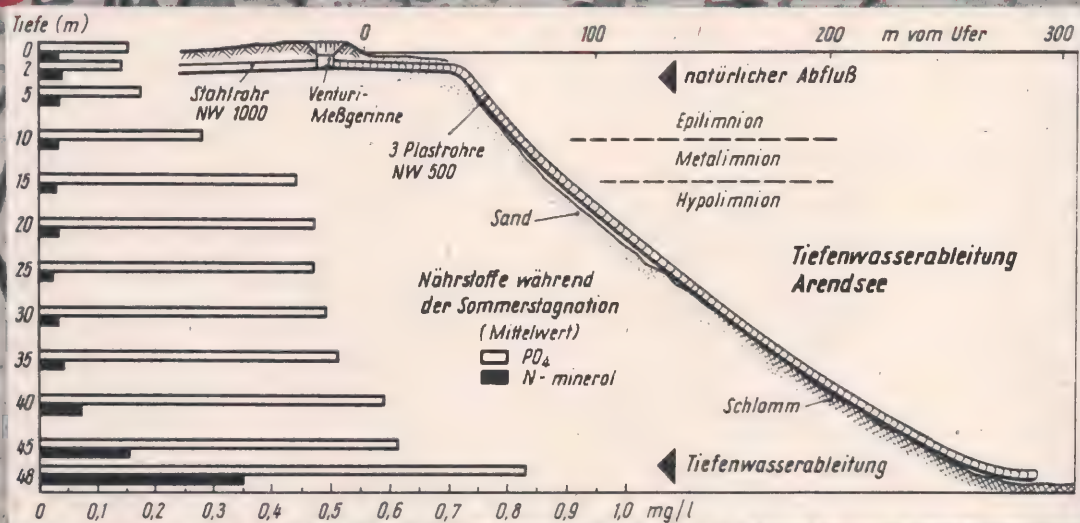 Tiefe (m)
0
100
200
m vom Ufer
300
0
2
5
10
15
20
25
30
35
40
45
48
Stahlrohr
NW 1000
Venturi-
Meßgerinne
3 Plastrohre
NW 500
Sand
Schlamm
natürlicher Abfluß
Epilimnion
Metalimnion
Hypolimnion
Tiefenwasserableitung
Arendsee
Nährstoffe während
der Sommerstagnation
(Mittelwert)
PO₄
N-mineral
Tiefenwasserableitung
0 0,1 0,2 0,3 0,4 0,5 0,6 0,7 0,8 0,9 1,0 mg/l